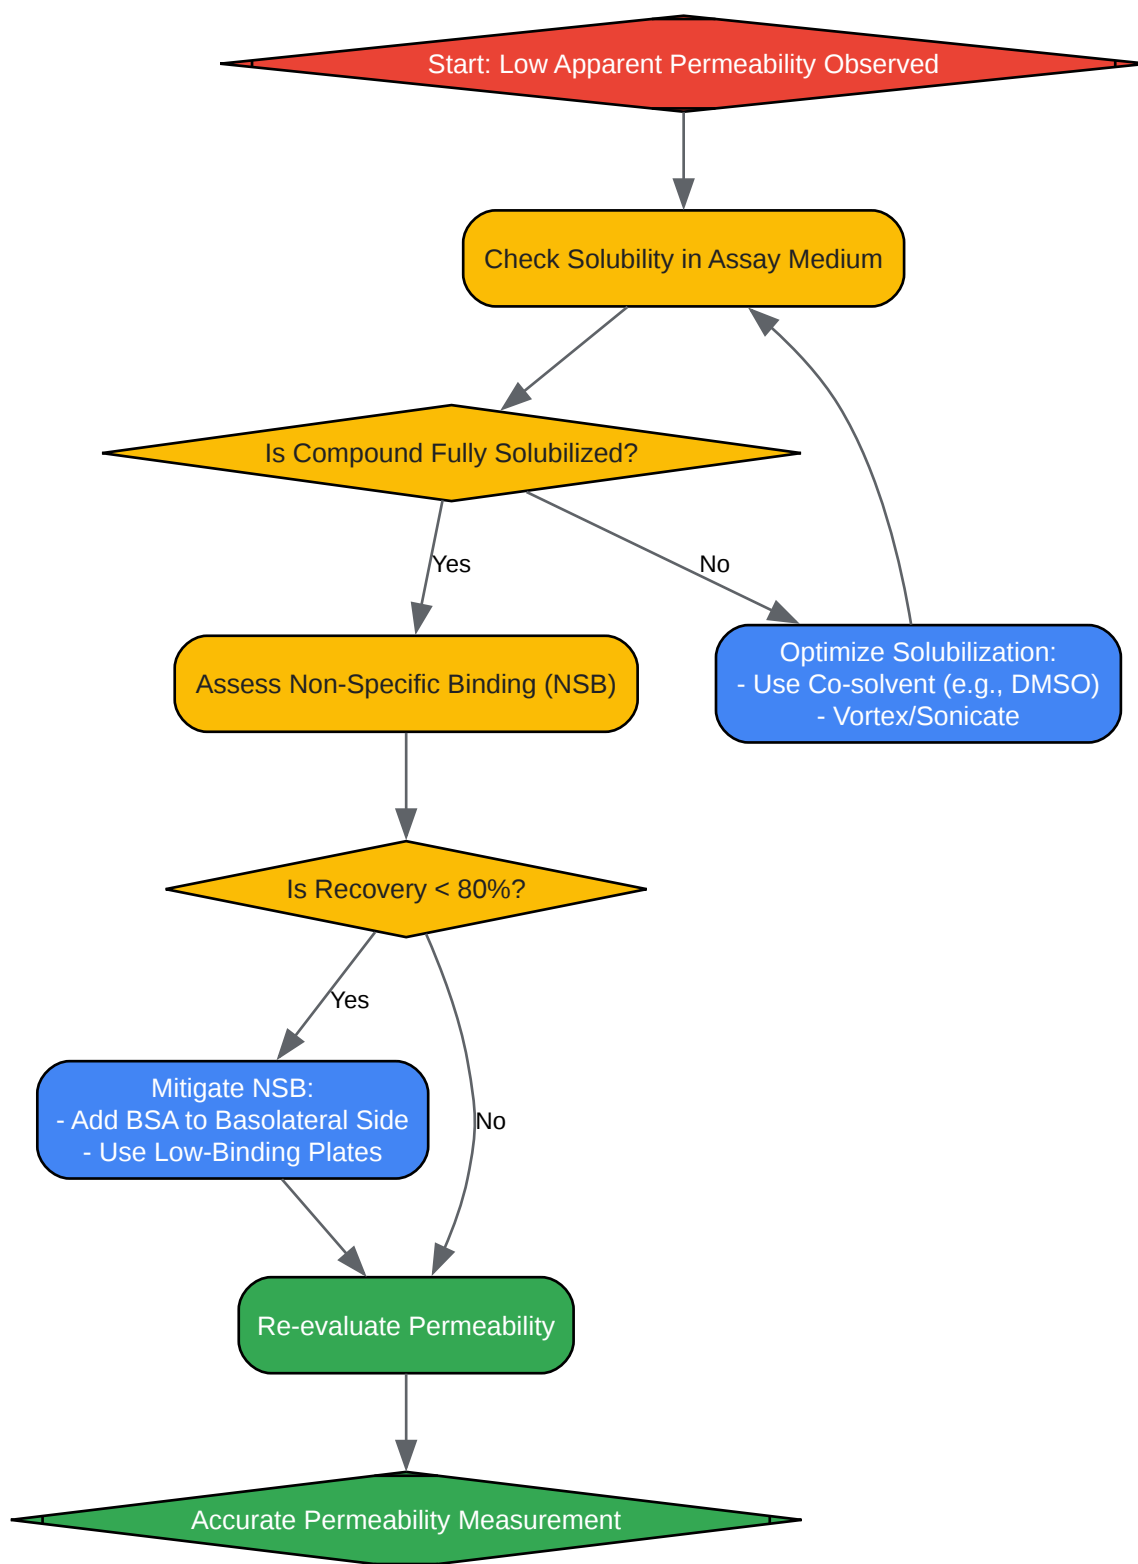 Start: Low Apparent Permeability Observed
Check Solubility in Assay Medium
Is Compound Fully Solubilized?
Yes
No
Optimize Solubilization:
- Use Co-solvent (e.g., DMSO)
- Vortex/Sonicate
Assess Non-Specific Binding (NSB)
Is Recovery < 80%?
Yes
Mitigate NSB:
- Add BSA to Basolateral Side
- Use Low-Binding Plates
No
Re-evaluate Permeability
Accurate Permeability Measurement